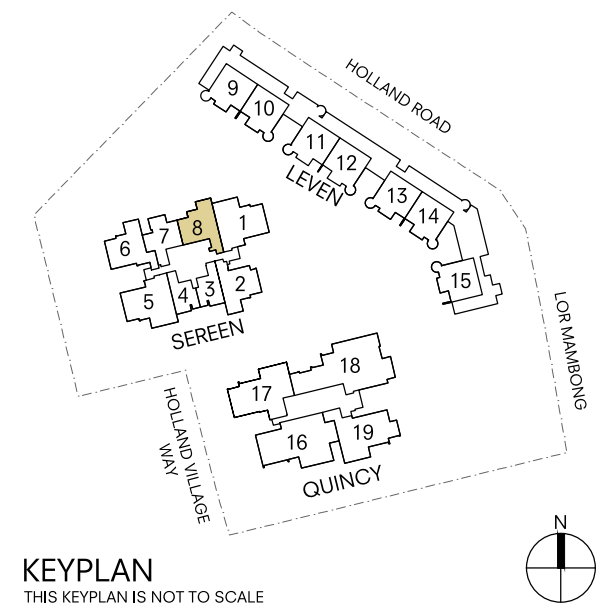 HOLLAND ROAD
9
10
11
12
LEVEN
13
14
15
8
1
7
6
5
4
3
2
SEREEN
LOR MAMBONG
18
17
16
19
QUINCY
HOLLAND VILLAGE
WAY
N
KEYPLAN
THIS KEYPLAN IS NOT TO SCALE